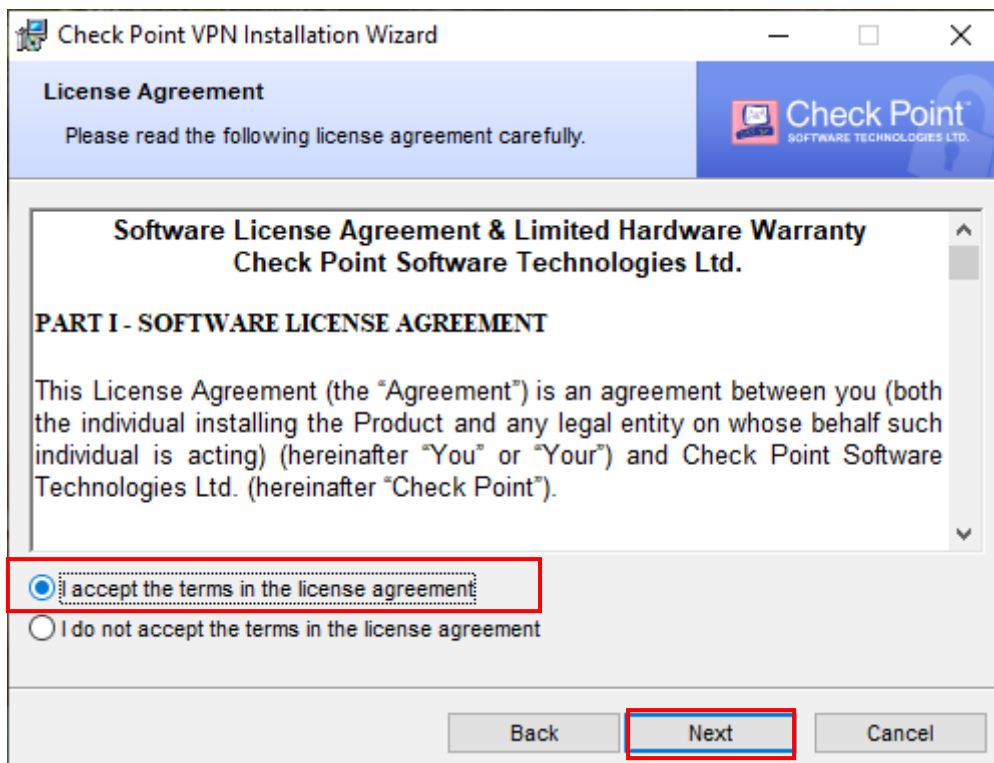 Check Point VPN Installation Wizard
License Agreement
Please read the following license agreement carefully.
Check Point™
SOFTWARE TECHNOLOGIES LTD.
Software License Agreement & Limited Hardware Warranty
Check Point Software Technologies Ltd.
PART I - SOFTWARE LICENSE AGREEMENT
This License Agreement (the “Agreement”) is an agreement between you (both
the individual installing the Product and any legal entity on whose behalf such
individual is acting) (hereinafter “You” or “Your”) and Check Point Software
Technologies Ltd. (hereinafter “Check Point”).
I accept the terms in the license agreement
I do not accept the terms in the license agreement
Back
Next
Cancel